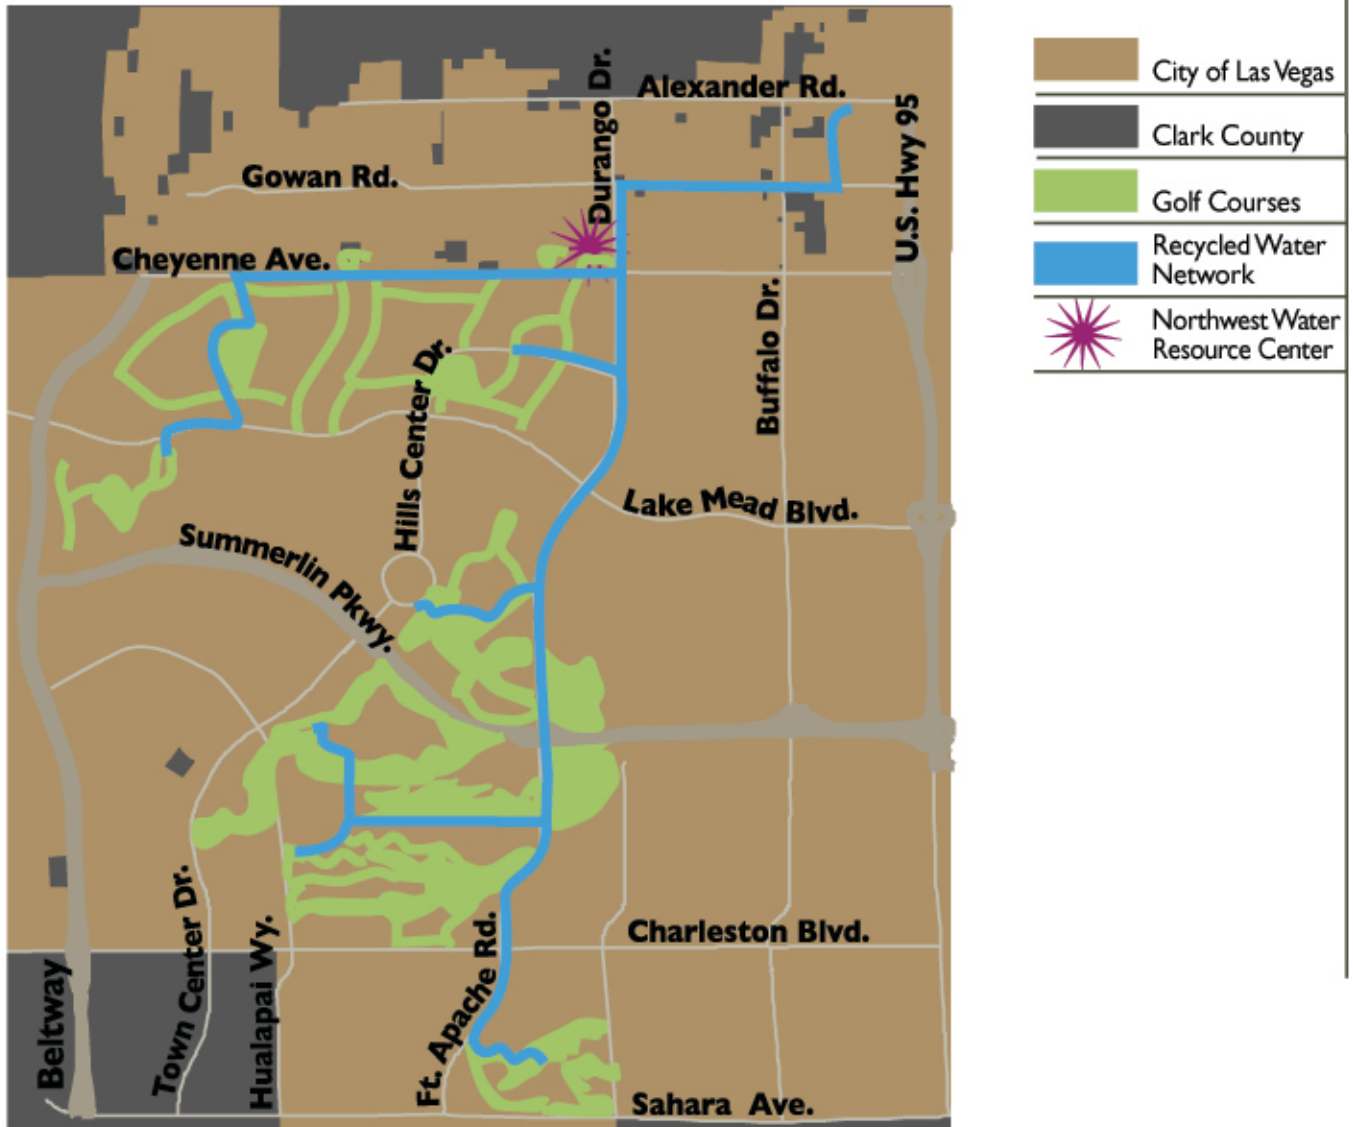 Alexander Rd.
Durango Dr.
U.S. Hwy 95
Gowan Rd.
Cheyenne Ave.
Buffalo Dr.
Hills Center Dr.
Lake Mead Blvd.
Summerlin Pkwy.
Town Center Dr.
Hualapai Wy.
Ft. Apache Rd.
Charleston Blvd.
Beltway
Sahara Ave.
City of Las Vegas
Clark County
Golf Courses
Recycled Water
Network
Northwest Water
Resource Center